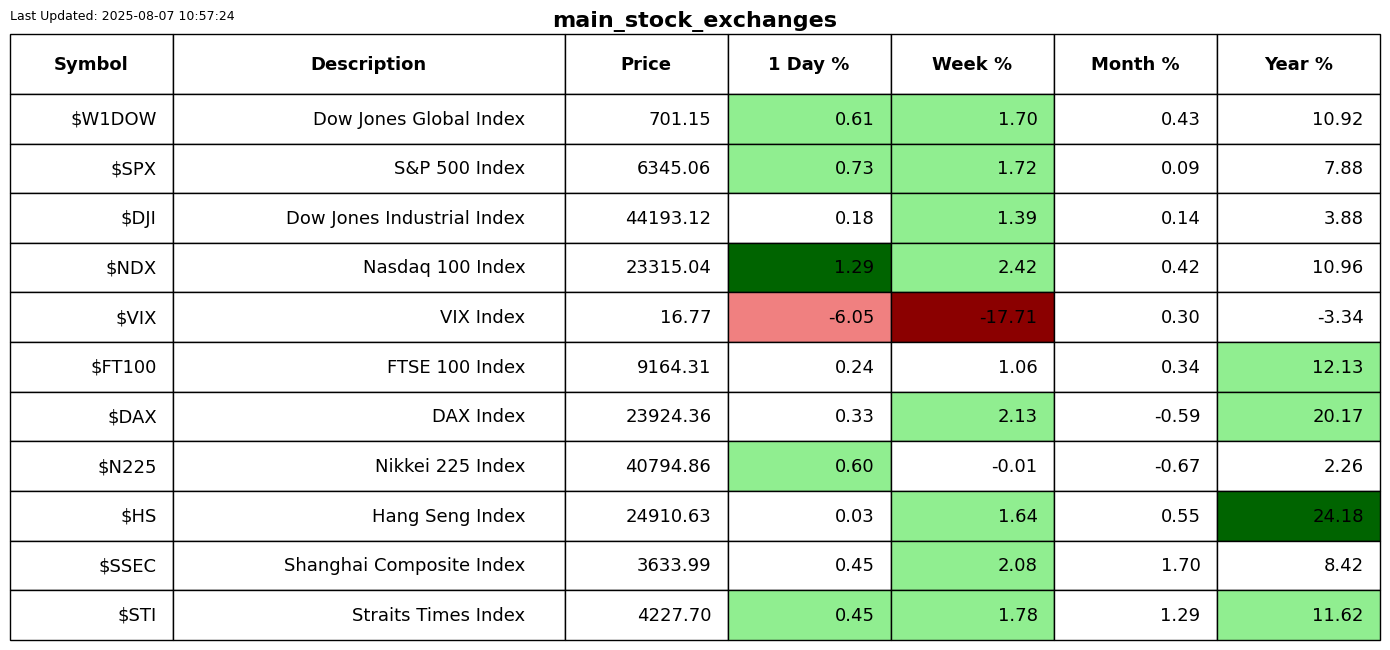 Last Updated: 2025-08-07 10:57:24
main_stock_exchanges
Symbol Description Price 1 Day % Week % Month % Year %
$W1DOW Dow Jones Global Index 701.15 0.61 1.70 0.43 10.92
$SPX S&P 500 Index 6345.06 0.73 1.72 0.09 7.88
$DJI Dow Jones Industrial Index 44193.12 0.18 1.39 0.14 3.88
$NDX Nasdaq 100 Index 23315.04 1.29 2.42 0.42 10.96
$VIX VIX Index 16.77 -6.05 -17.71 0.30 -3.34
$FT100 FTSE 100 Index 9164.31 0.24 1.06 0.34 12.13
$DAX DAX Index 23924.36 0.33 2.13 -0.59 20.17
$N225 Nikkei 225 Index 40794.86 0.60 -0.01 -0.67 2.26
$HS Hang Seng Index 24910.63 0.03 1.64 0.55 24.18
$SSEC Shanghai Composite Index 3633.99 0.45 2.08 1.70 8.42
$STI Straits Times Index 4227.70 0.45 1.78 1.29 11.62